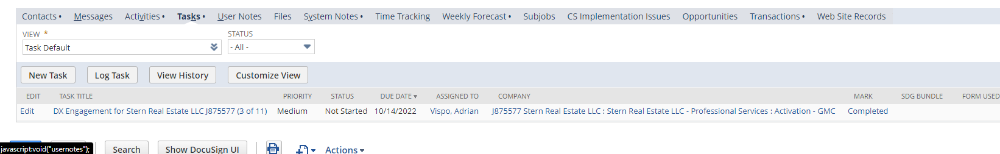 Contacts • Messages Activities • Tasks • User Notes Files System Notes • Time Tracking Weekly Forecast • Subjobs CS Implementation Issues Opportunities Transactions • Web Site Records
VIEW * STATUS
Task Default - All -
New Task Log Task View History Customize View
EDIT TASK TITLE PRIORITY STATUS DUE DATE ▼ ASSIGNED TO COMPANY MARK SDG BUNDLE FORM USED
Edit DX Engagement for Stern Real Estate LLC J875577 (3 of 11) Medium Not Started 10/14/2022 Vispo, Adrian J875577 Stern Real Estate LLC : Stern Real Estate LLC - Professional Services : Activation - GMC Completed
javascript:void("usernotes"); Search Show DocuSign UI Actions